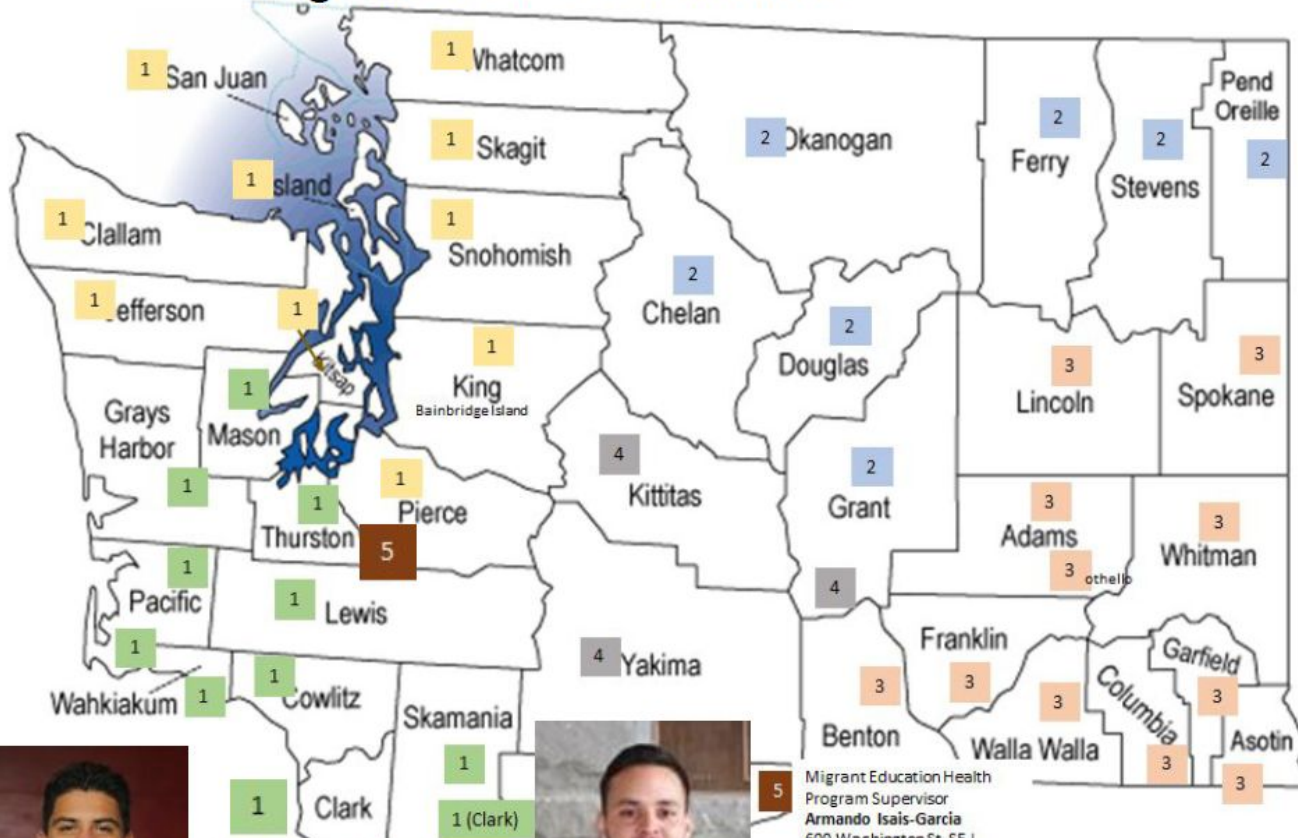 1 Whatcom
1 San Juan
1 Skagit
1 Island
1 Snohomish
1 Clallam
1 Jefferson
1 Kitsap
1 King
Bainbridge Island
1 Mason
Grays
Harbor
1
1 Thurston
1 Pierce
5
1 Pacific
1
1 Lewis
Wahkiakum 1
1 Cowlitz
Skamania
1
1 Clark
1 (Clark)
2 Okanogan
2 Ferry
2 Stevens
Pend
Oreille
2
2 Chelan
2 Douglas
2 Grant
4
4 Kittitas
4 Yakima
3 Lincoln
3 Spokane
3 Adams
3 othello
3 Whitman
Franklin
3
3 Benton
3 Walla Walla
Columbia
3
Garfield
3
Asotin
3
5 Migrant Education Health
Program Supervisor
Armando Isais-Garcia